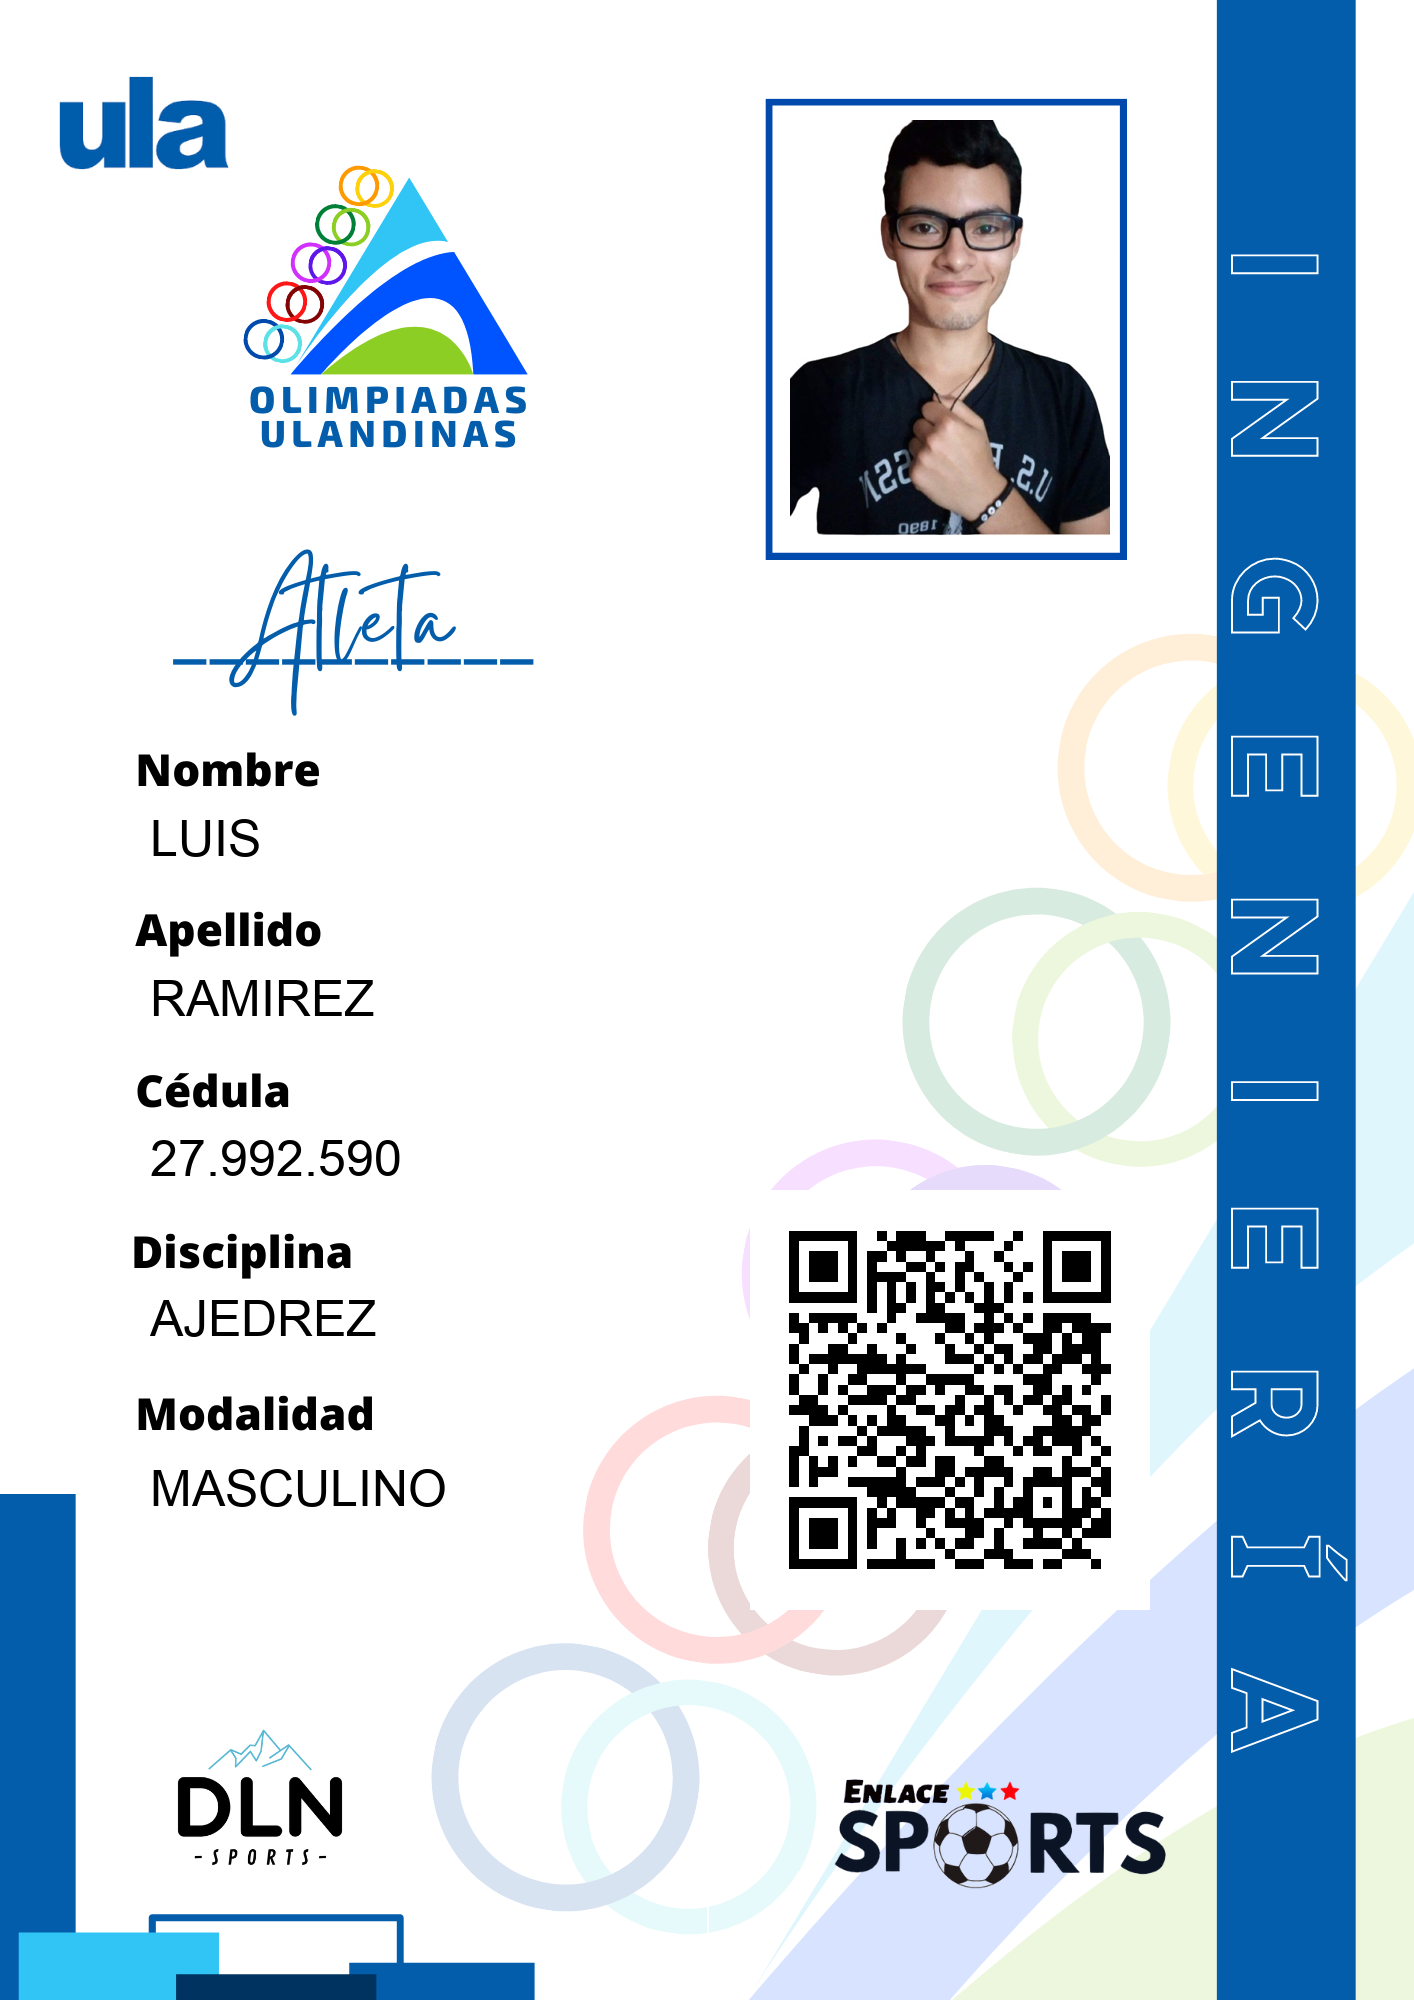 ula
OLIMPIADAS
ULANDINAS
Atleta
Nombre
LUIS
Apellido
RAMIREZ
Cédula
27.992.590
Disciplina
AJEDREZ
Modalidad
MASCULINO
INGENIERÍA
DLN
-SPORTS-
ENLACE
SPORTS